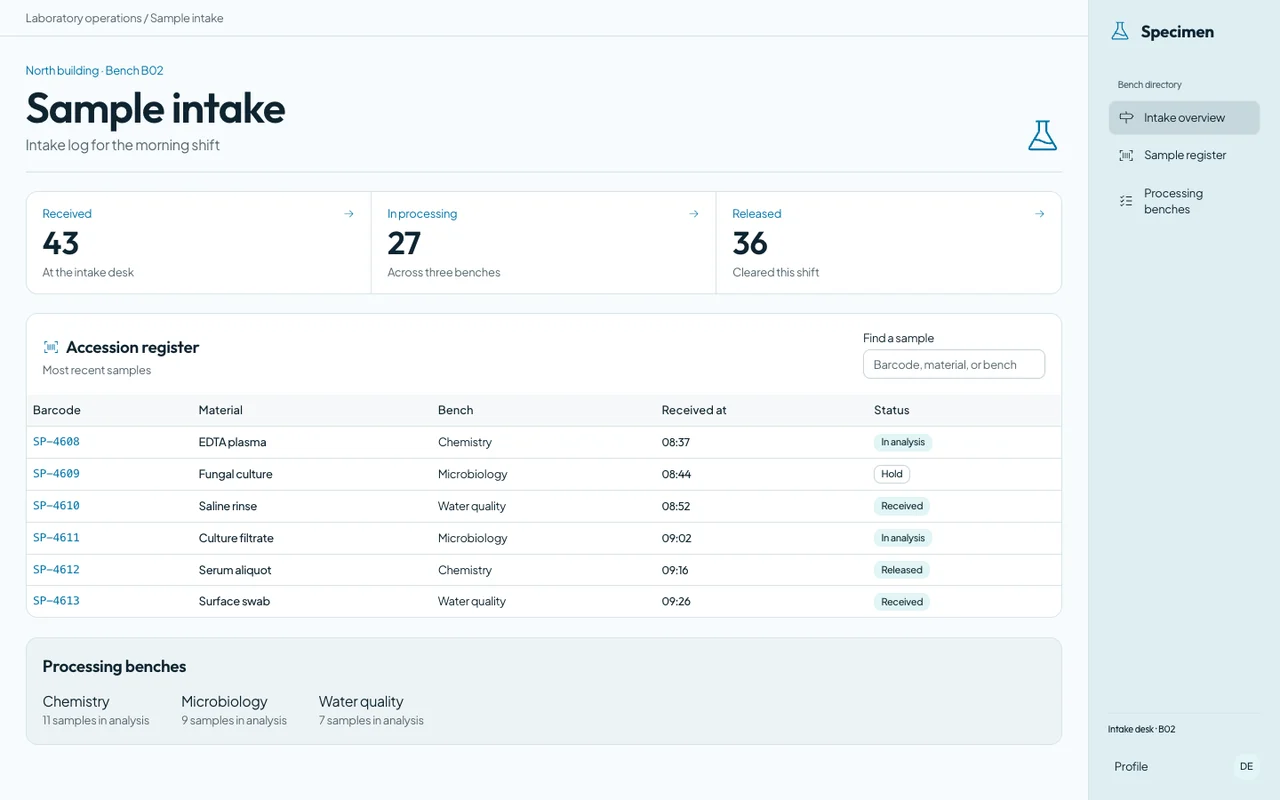 Laboratory operations / Sample intake
North building · Bench B02
Sample intake
Intake log for the morning shift
Received
43
At the intake desk
In processing
27
Across three benches
Released
36
Cleared this shift
Accession register
Most recent samples
Find a sample
Barcode, material, or bench
Barcode Material Bench Received at Status
SP-4608 EDTA plasma Chemistry 08:37 In analysis
SP-4609 Fungal culture Microbiology 08:44 Hold
SP-4610 Saline rinse Water quality 08:52 Received
SP-4611 Culture filtrate Microbiology 09:02 In analysis
SP-4612 Serum aliquot Chemistry 09:16 Released
SP-4613 Surface swab Water quality 09:26 Received
Processing benches
Chemistry
11 samples in analysis
Microbiology
9 samples in analysis
Water quality
7 samples in analysis
Specimen
Bench directory
Intake overview
Sample register
Processing
benches
Intake desk · B02
Profile DE